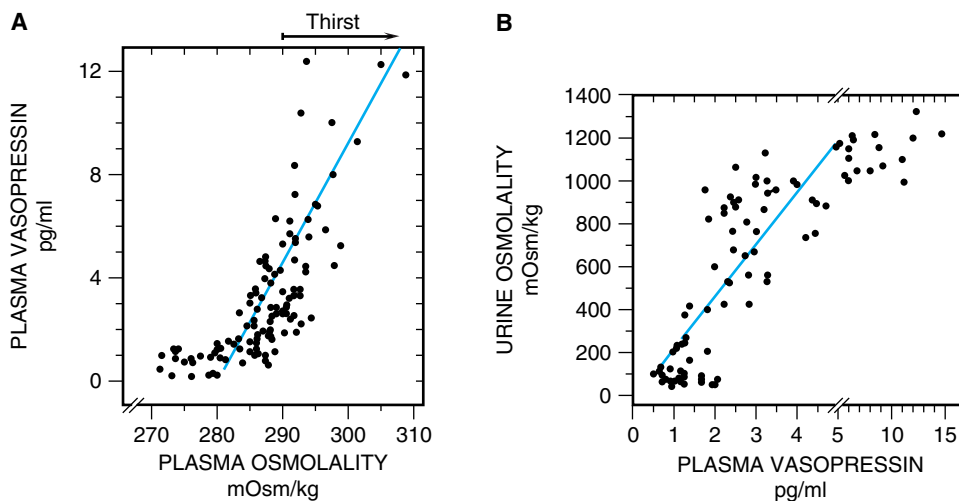 A
Thirst
PLASMA VASOPRESSIN
pg/ml
12
8
4
0
270 280 290 300 310
PLASMA OSMOLALITY
mOsm/kg
B
URINE OSMOLALITY
mOsm/kg
1400
1200
1000
800
600
400
200
0
0 1 2 3 4 5 10 15
PLASMA VASOPRESSIN
pg/ml